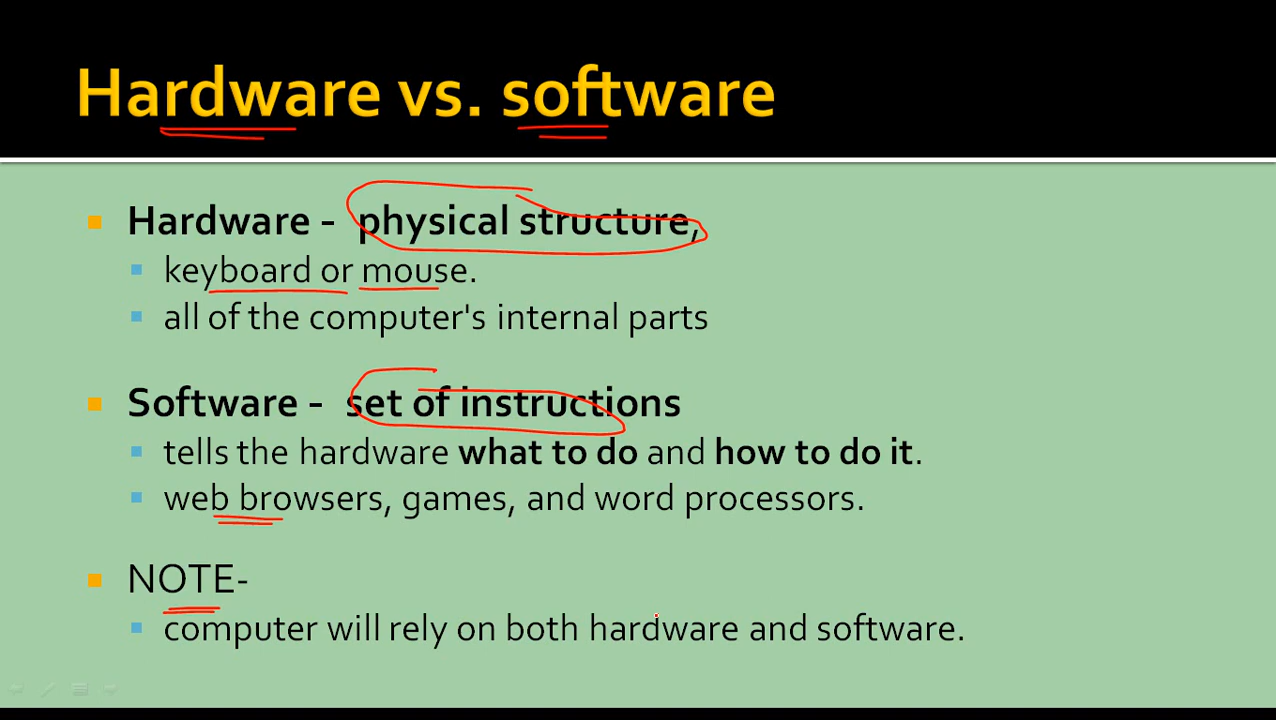 Hardware vs. software
Hardware - physical structure,
keyboard or mouse.
all of the computer's internal parts
Software - set of instructions
tells the hardware what to do and how to do it.
web browsers, games, and word processors.
NOTE-
computer will rely on both hardware and software.